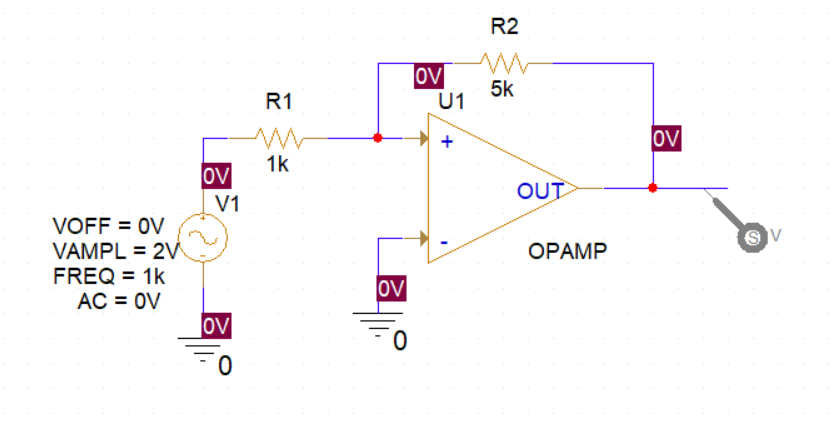 R2
0V
5k
U1
R1
1k
+
0V
0V
V1
OUT
VOFF = 0V
VAMPL = 2V
FREQ = 1k
AC = 0V
+
-
-
S
V
OPAMP
0V
0V
0
0